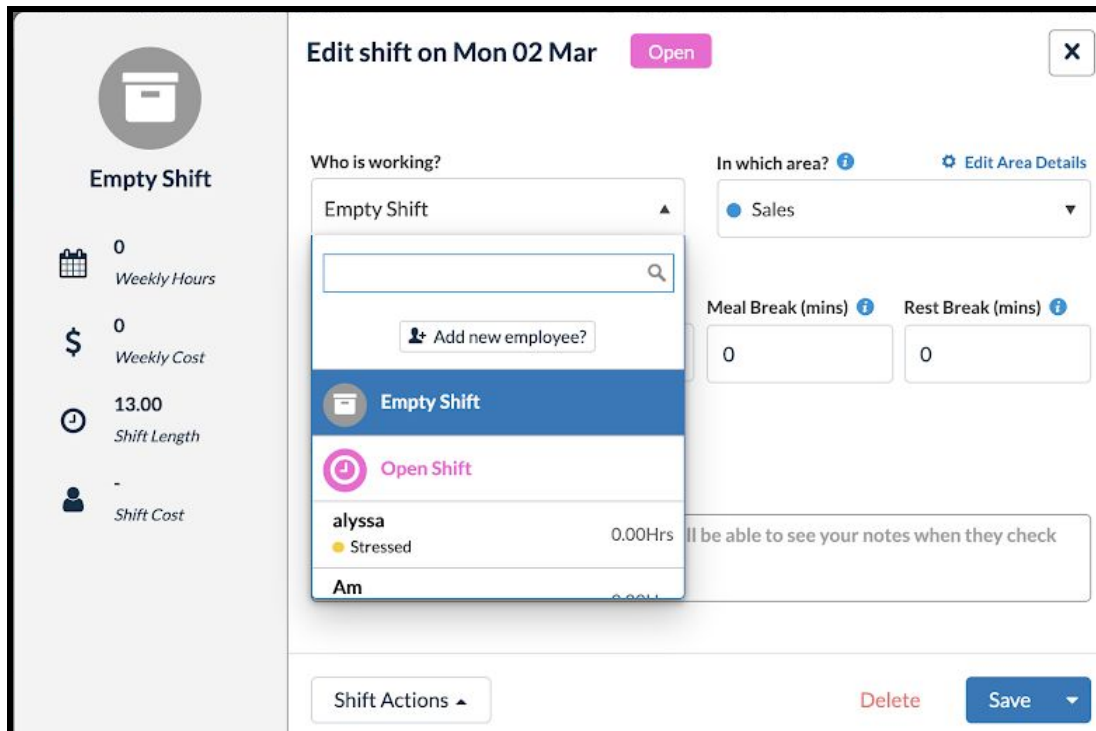 Edit shift on Mon 02 Mar
Open
Empty Shift
0
Weekly Hours
0
Weekly Cost
13.00
Shift Length
-
Shift Cost
Who is working?
Empty Shift
Add new employee?
Empty Shift
Open Shift
alyssa
Stressed
0.00Hrs
Am
In which area?
Edit Area Details
Sales
Meal Break (mins)
Rest Break (mins)
0
0
be able to see your notes when they check
Shift Actions
Delete
Save